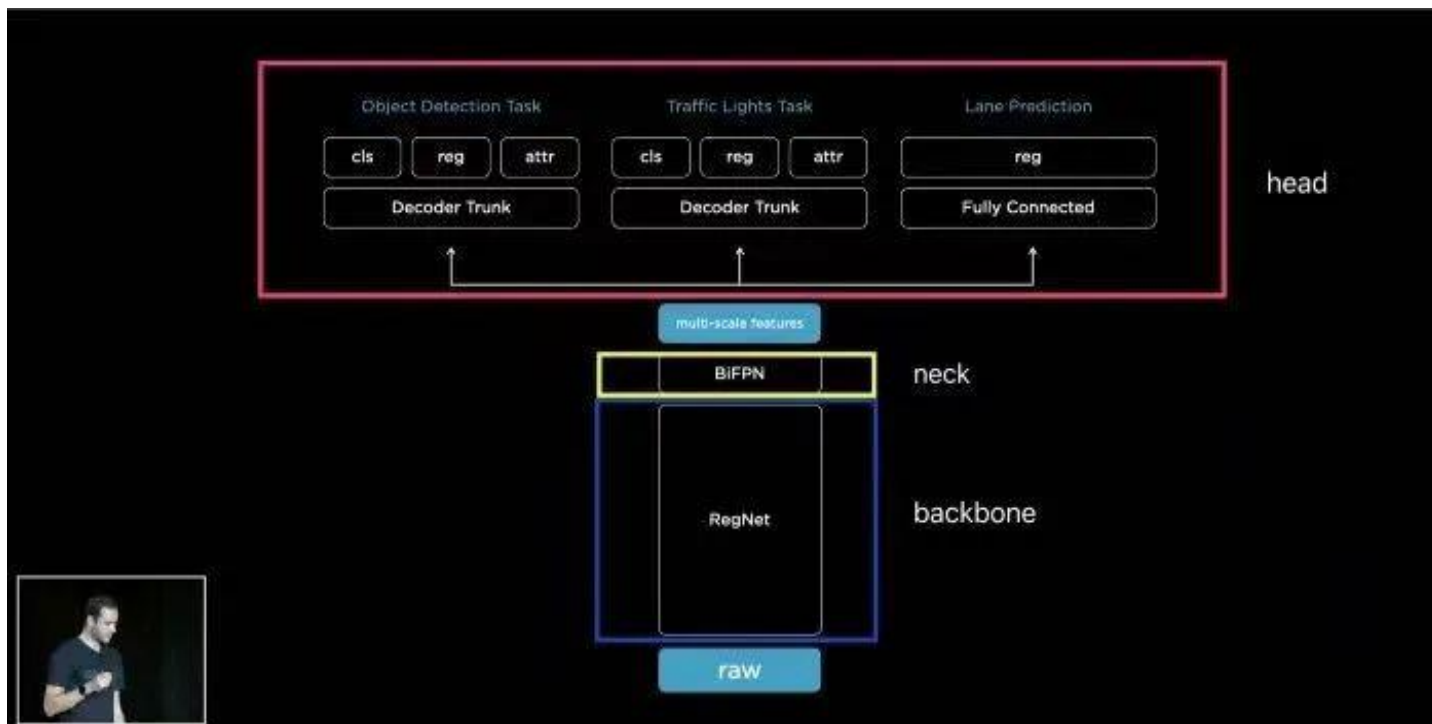 Object Detection Task Traffic Lights Task Lane Prediction
cls reg attr cls reg attr reg
Decoder Trunk Decoder Trunk Fully Connected
head
multi-scale features
BiFPN neck
RegNet backbone
raw